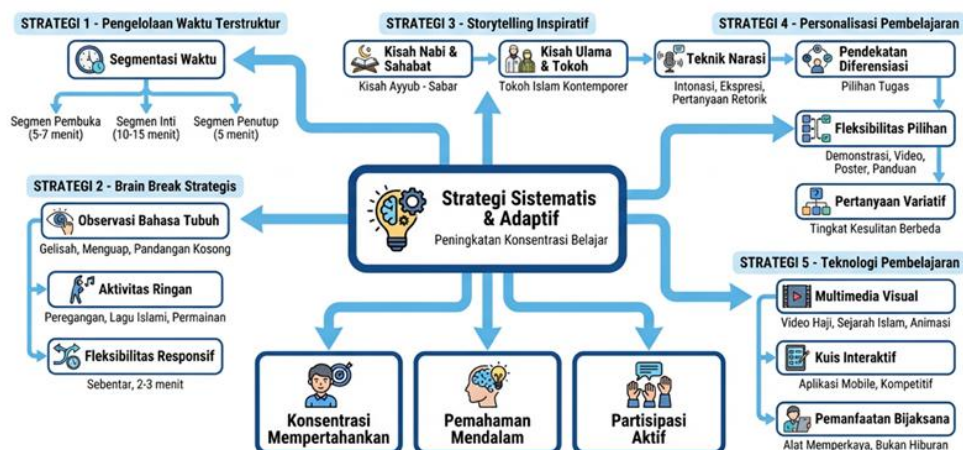 STRATEGI 1 - Pengelolaan Waktu Terstruktur
Segmentasi Waktu
Segmen Pembuka
(5-7 menit)
Segmen Inti
(10-15 menit)
Segmen Penutup
(5 menit)
STRATEGI 2 - Brain Break Strategis
Observasi Bahasa Tubuh
Gelisah, Menguap, Pandangan Kosong
Aktivitas Ringan
Peregangan, Lagu Islami, Permainan
Fleksibilitas Responsif
Sebentar, 2-3 menit
STRATEGI 3 - Storytelling Inspiratif
Kisah Nabi &
Sahabat
Kisah Ayyub - Sabar
Kisah Ulama
& Tokoh
Tokoh Islam Kontemporer
Teknik Narasi
Intonasi, Ekspresi,
Pertanyaan Retorik
STRATEGI 4 - Personalisasi Pembelajaran
Pendekatan
Diferensiasi
Pilihan Tugas
Fleksibilitas Pilihan
Demonstrasi, Video,
Poster, Panduan
Pertanyaan Variatif
Tingkat Kesulitan Berbeda
Strategi Sistematis
& Adaptif
Peningkatan Konsentrasi Belajar
STRATEGI 5 - Teknologi Pembelajaran
Multimedia Visual
Video Haji, Sejarah Islam, Animasi
Kuis Interaktif
Aplikasi Mobile, Kompetitif
Pemanfaatan Bijaksana
Alat Memperkaya, Bukan Hiburan
Konsentrasi
Mempertahankan
Pemahaman
Mendalam
Partisipasi
Aktif